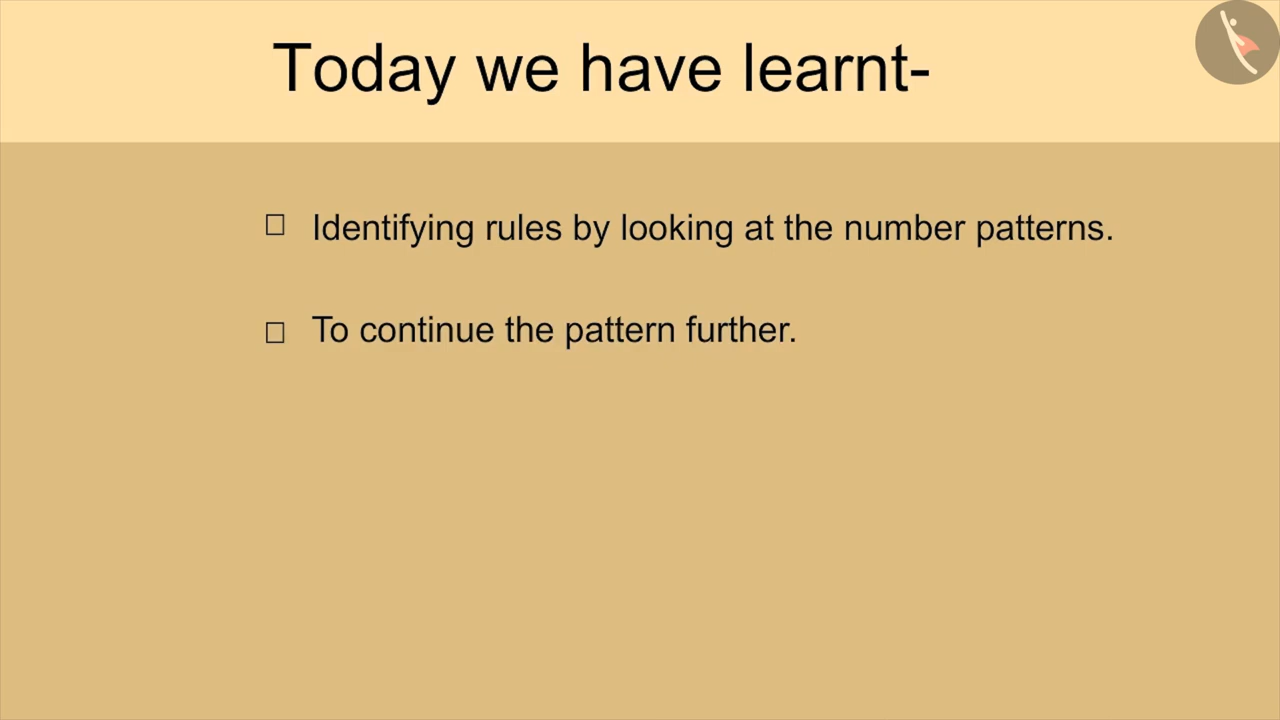 Today we have learnt-
□ Identifying rules by looking at the number patterns.
□ To continue the pattern further.